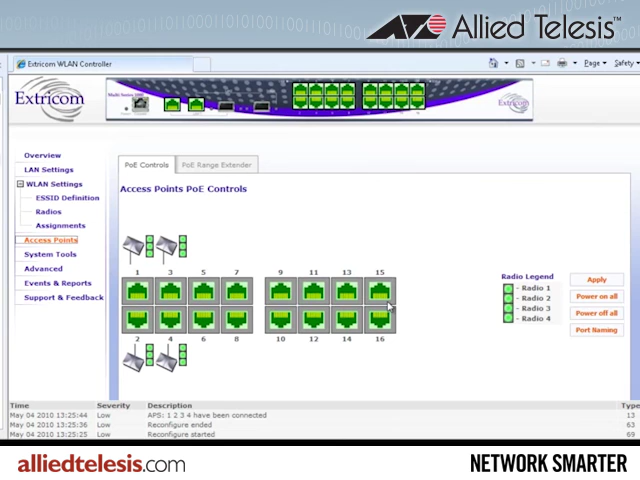 Allied Telesis™
Extricom WLAN Controller
Page
Safety
Extricom
Extricom
Overview
LAN Settings
WLAN Settings
ESSID Definition
Radios
Assignments
Access Points
System Tools
Advanced
Events & Reports
Support & Feedback
PoE Controls
PoE Range Extender
Access Points PoE Controls
1 3 5 7 9 11 13 15
2 4 6 8 10 12 14 16
Radio Legend
- Radio 1
- Radio 2
- Radio 3
- Radio 4
Apply
Power on all
Power off all
Port Naming
Time Severity Description Type
May 04 2010 13:25:44 Low APS: 1 2 3 4 have been connected 13
May 04 2010 13:25:36 Low Reconfigure ended 63
May 04 2010 13:25:25 Low Reconfigure started 69
alliedtelesis.com
NETWORK SMARTER